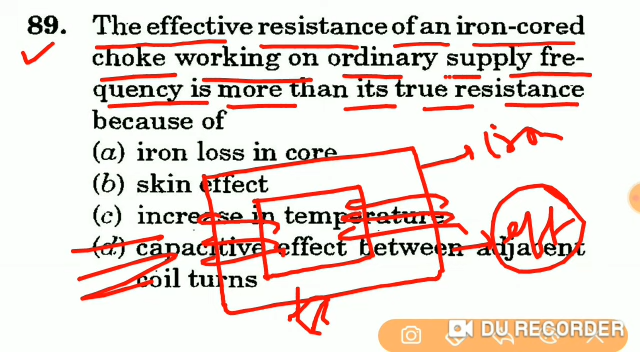 89. The effective resistance of an iron-cored
choke working on ordinary supply fre-
quency is more than its true resistance
because of
(a) iron loss in core
(b) skin effect
(c) increase in temperature
(d) capacitive effect between adjacent
coil turns
iron
eff
DU RECORDER